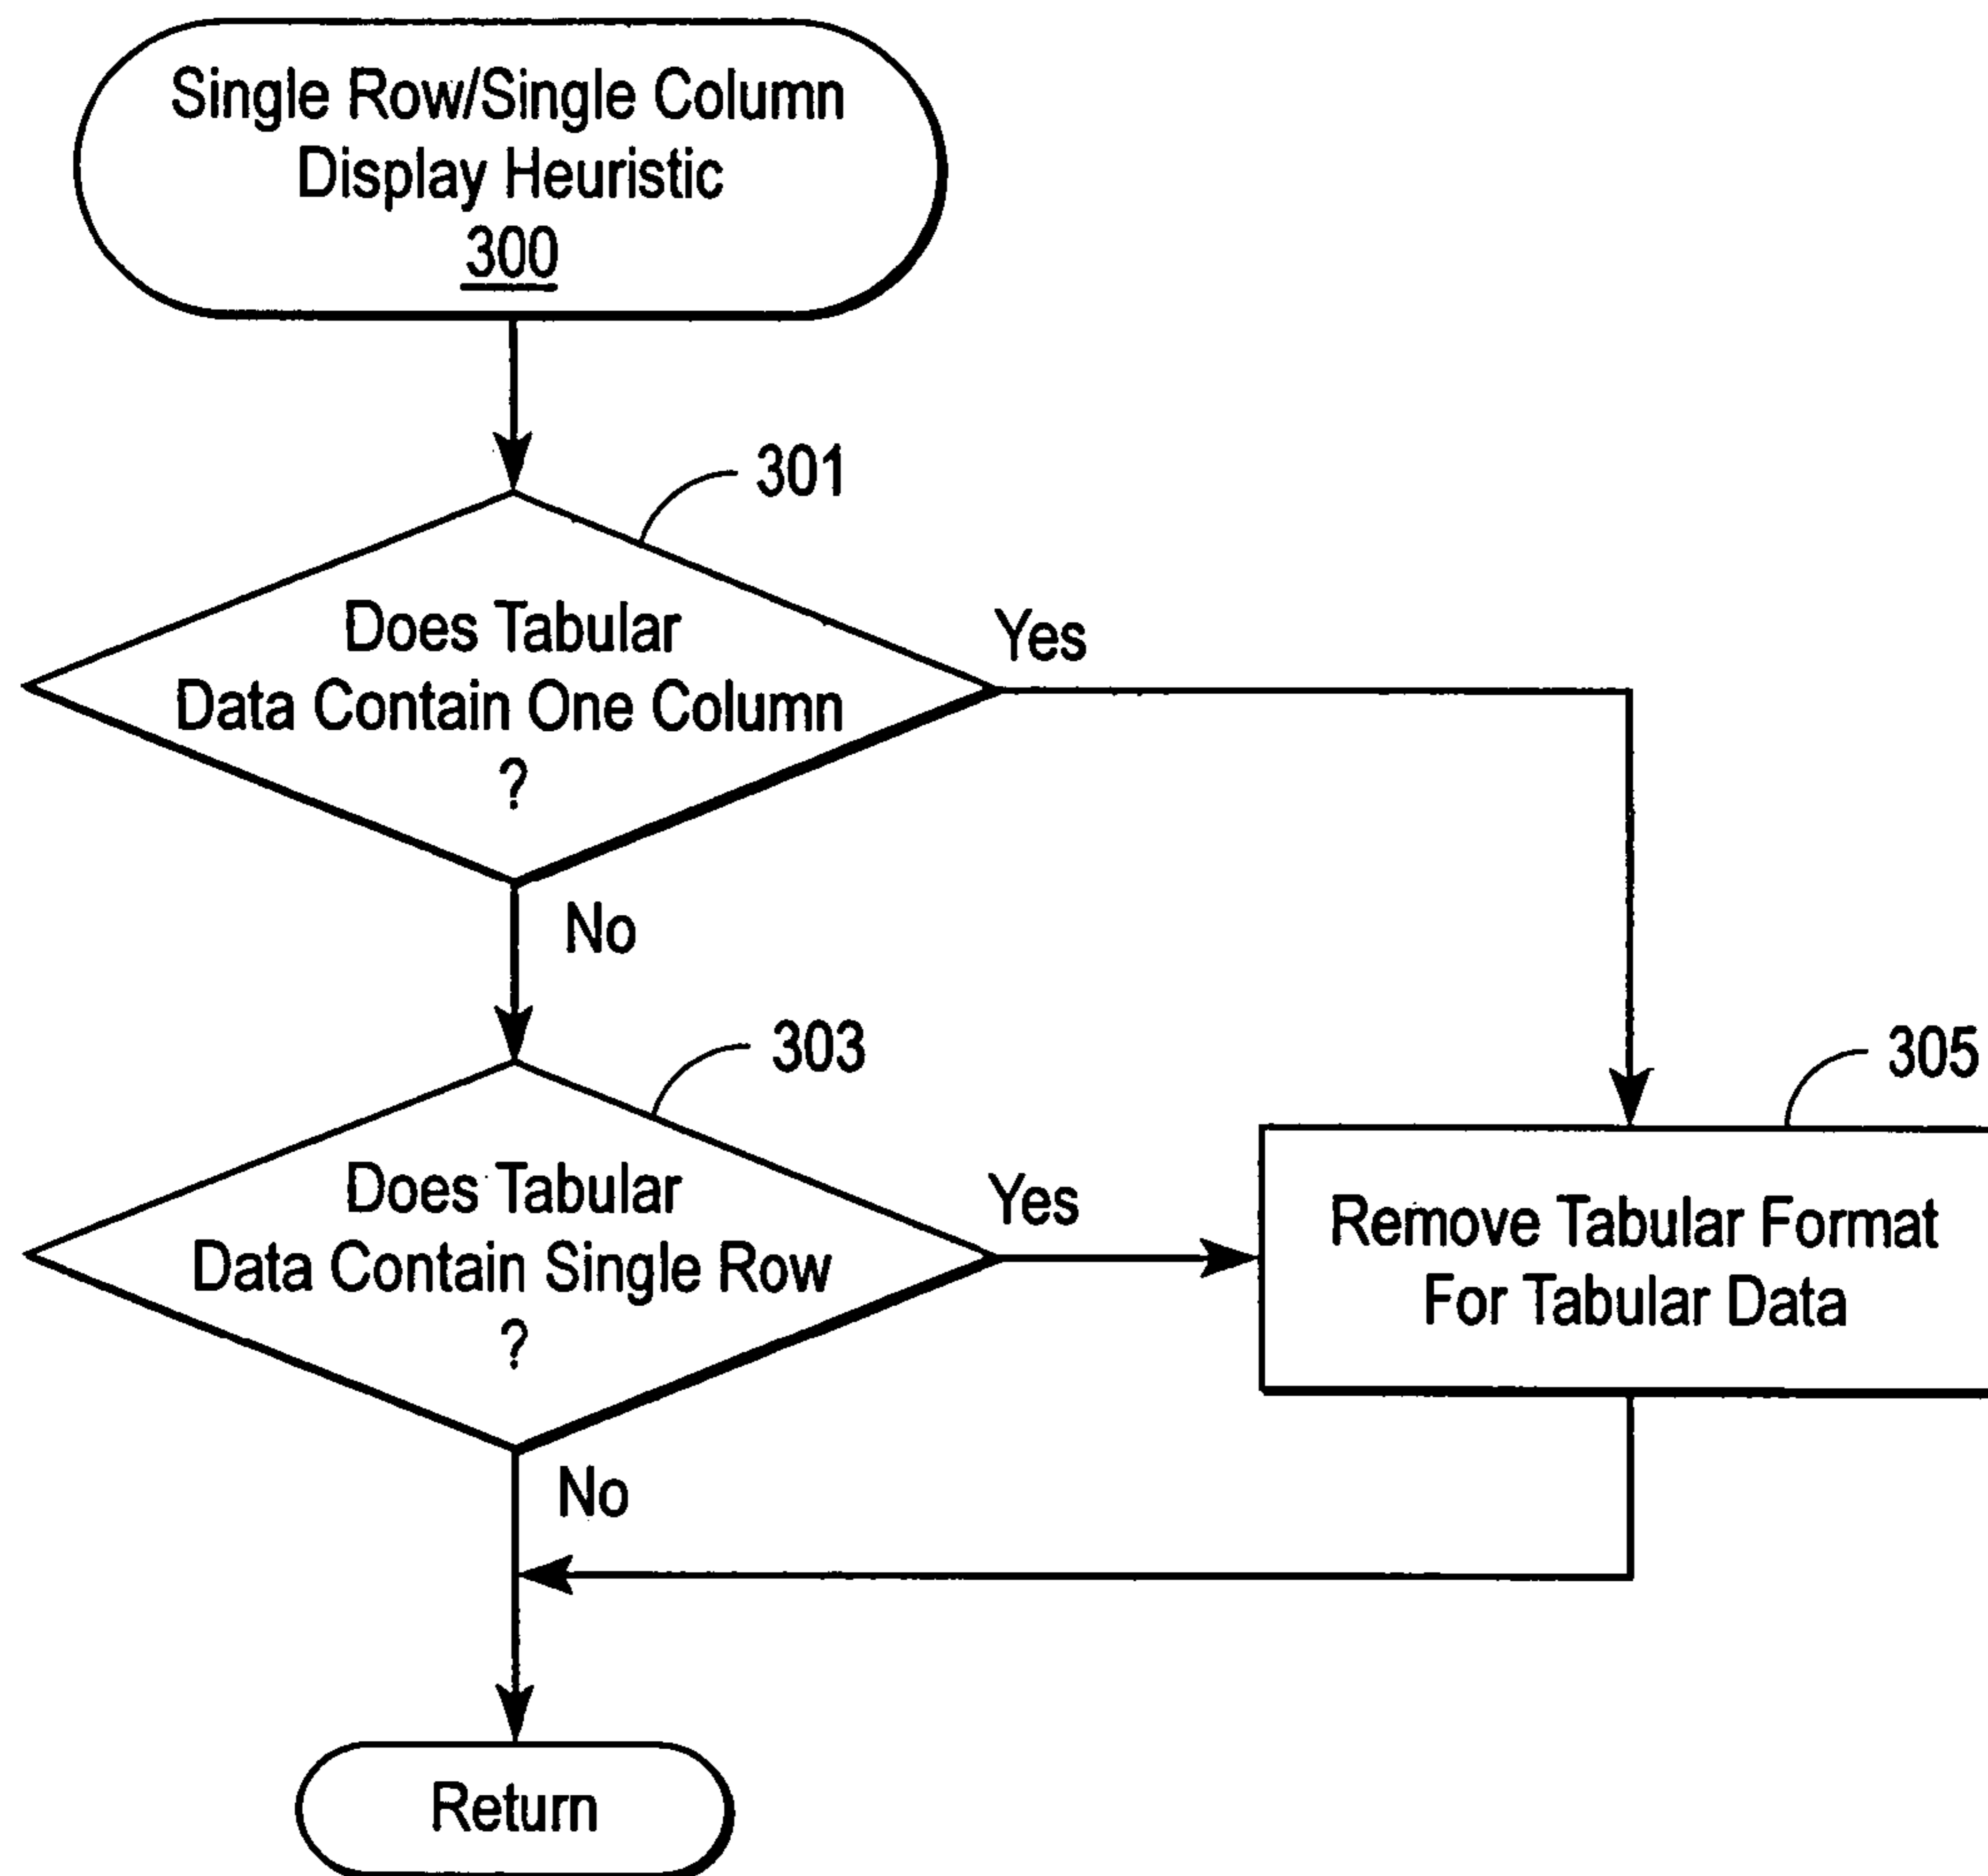 Single Row/Single Column
Display Heuristic
300
301
Does Tabular
Data Contain One Column
?
Yes
No
303
305
Does Tabular
Data Contain Single Row
?
Yes
Remove Tabular Format
For Tabular Data
No
Return